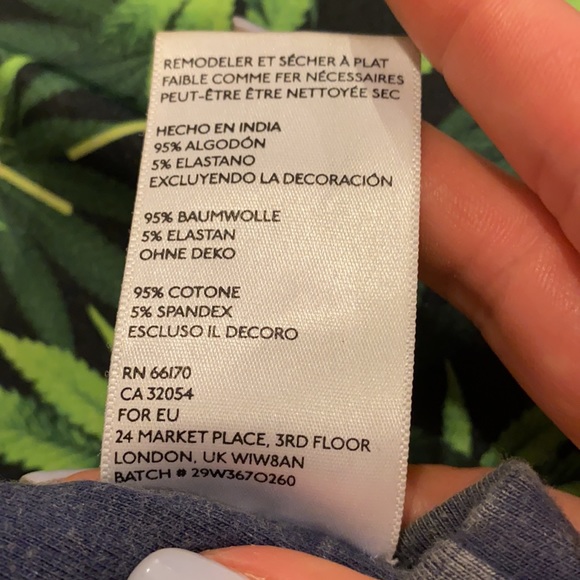 REMODELER ET SÉCHER À PLAT
FAIBLE COMME FER NÉCESSAIRES
PEUT-ÊTRE ÊTRE NETTOYÉE SEC
HECHO EN INDIA
95% ALGODÓN
5% ELASTANO
EXCLUYENDO LA DECORACIÓN
95% BAUMWOLLE
5% ELASTAN
OHNE DEKO
95% COTONE
5% SPANDEX
ESCLUSO IL DECORO
RN 66170
CA 32054
FOR EU
24 MARKET PLACE, 3RD FLOOR
LONDON, UK W1W8AN
BATCH # 29W367O260